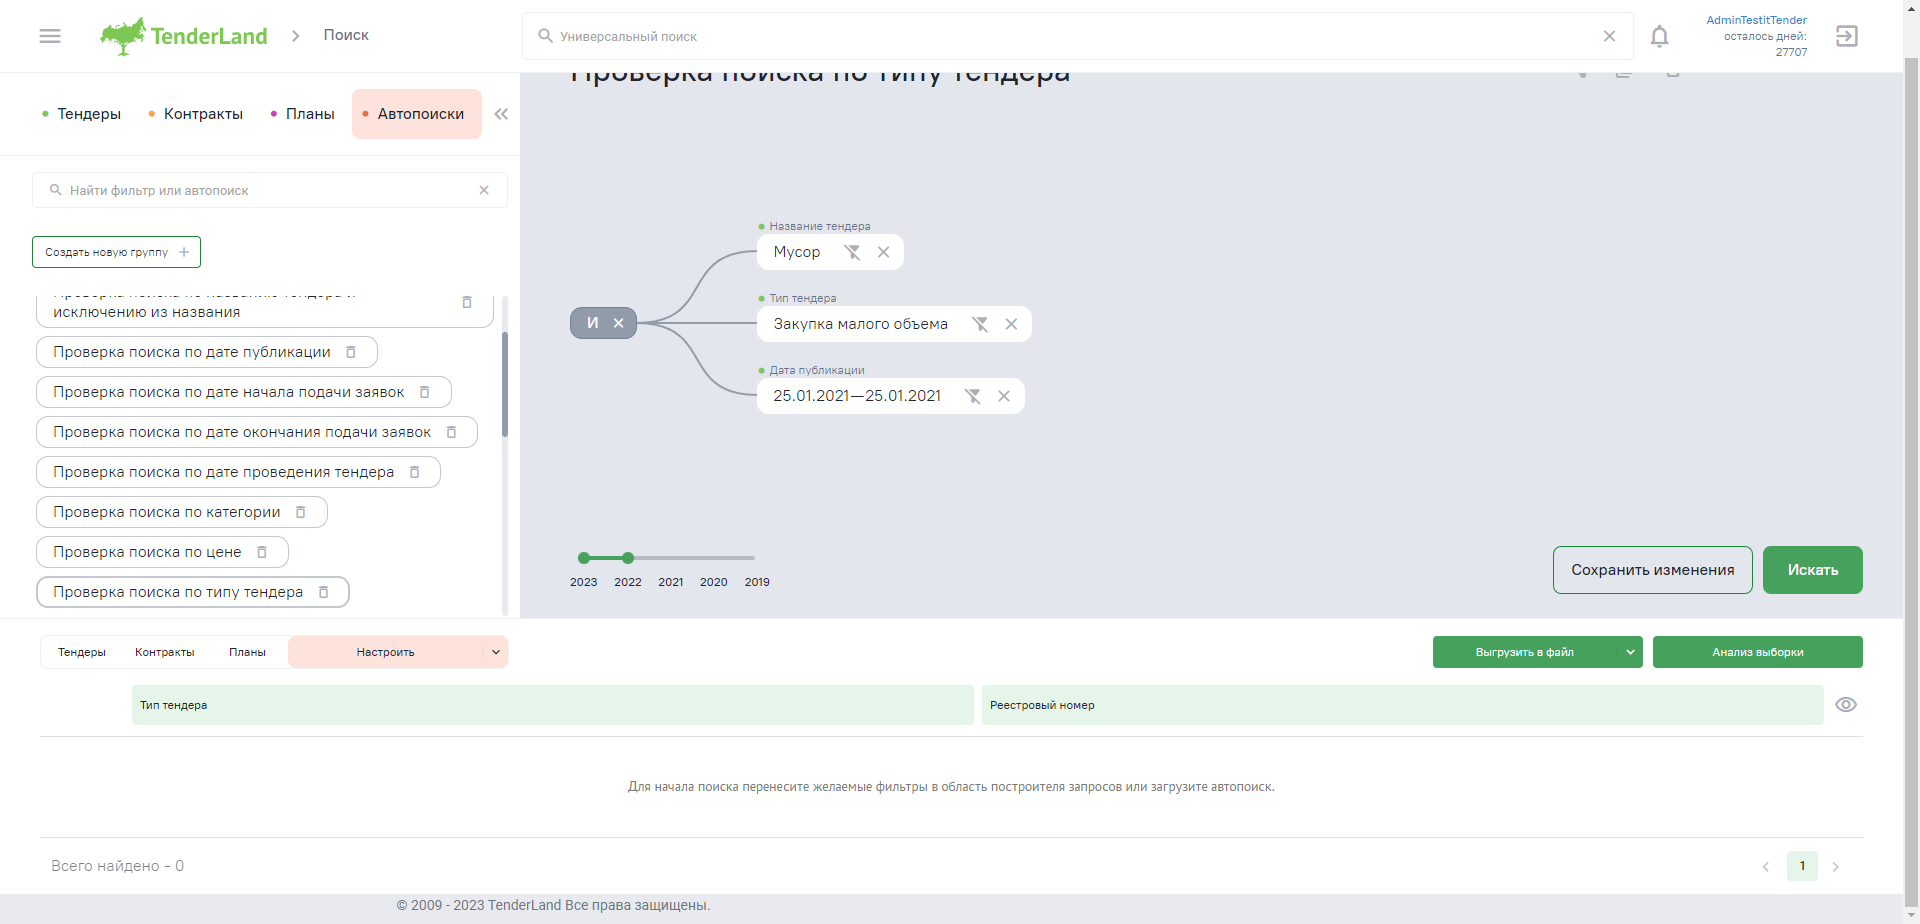 TenderLand
Поиск
Универсальный поиск
AdminTestitTender
осталось дней:
27707
Тендеры
Контракты
Планы
Автопоиски
Найти фильтр или автопоиск
Создать новую группу
Проверка поиска по названию тендера и
исключению из названия
Проверка поиска по дате публикации
Проверка поиска по дате начала подачи заявок
Проверка поиска по дате окончания подачи заявок
Проверка поиска по дате проведения тендера
Проверка поиска по категории
Проверка поиска по цене
Проверка поиска по типу тендера
Проверка поиска по типу тендера
Название тендера
Мусор
И
Тип тендера
Закупка малого объема
Дата публикации
25.01.2021—25.01.2021
2023 2022 2021 2020 2019
Сохранить изменения
Искать
Тендеры
Контракты
Планы
Настроить
Выгрузить в файл
Анализ выборки
Тип тендера
Реестровый номер
Для начала поиска перенесите желаемые фильтры в область построителя запросов или загрузите автопоиск.
Всего найдено - 0
1
© 2009 - 2023 TenderLand Все права защищены.